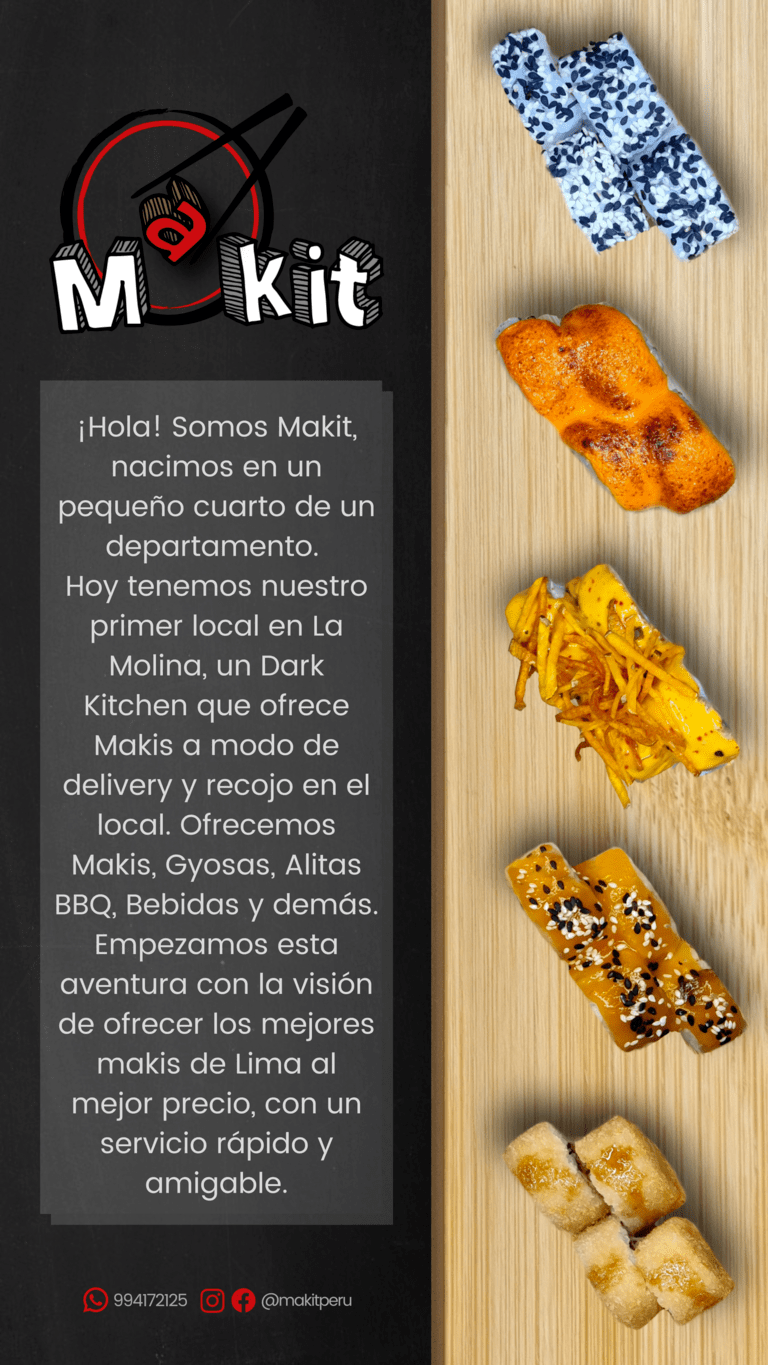 Makit
¡Hola! Somos Makit,
nacimos en un
pequeño cuarto de un
departamento.
Hoy tenemos nuestro
primer local en La
Molina, un Dark
Kitchen que ofrece
Makis a modo de
delivery y recojo en el
local. Ofrecemos
Makis, Gyosas, Alitas
BBQ, Bebidas y demás.
Empezamos esta
aventura con la visión
de ofrecer los mejores
makis de Lima al
mejor precio, con un
servicio rápido y
amigable.
994172125 @makitperu